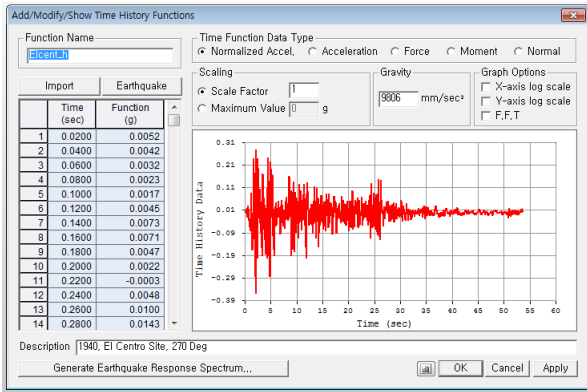 Add/Modify/Show Time History Functions
Function Name
Elcent_h
Import
Earthquake
Time (sec) Function (g)
1 0.0200 0.0052
2 0.0400 0.0042
3 0.0600 0.0032
4 0.0800 0.0023
5 0.1000 0.0017
6 0.1200 0.0045
7 0.1400 0.0073
8 0.1600 0.0071
9 0.1800 0.0047
10 0.2000 0.0022
11 0.2200 -0.0003
12 0.2400 0.0048
13 0.2600 0.0100
14 0.2800 0.0143
Time Function Data Type
Normalized Accel. Acceleration Force Moment Normal
Scaling
Scale Factor 1
Maximum Value 0 g
Gravity
9806 mm/sec²
Graph Options
X-axis log scale
Y-axis log scale
F.F.T
Time History Data
0.31
0.21
0.11
0.01
-0.09
-0.19
-0.29
-0.39
0 5 10 15 20 25 30 35 40 45 50 55 60
Time (sec)
Description 1940, El Centro Site, 270 Deg
Generate Earthquake Response Spectrum...
OK Cancel Apply